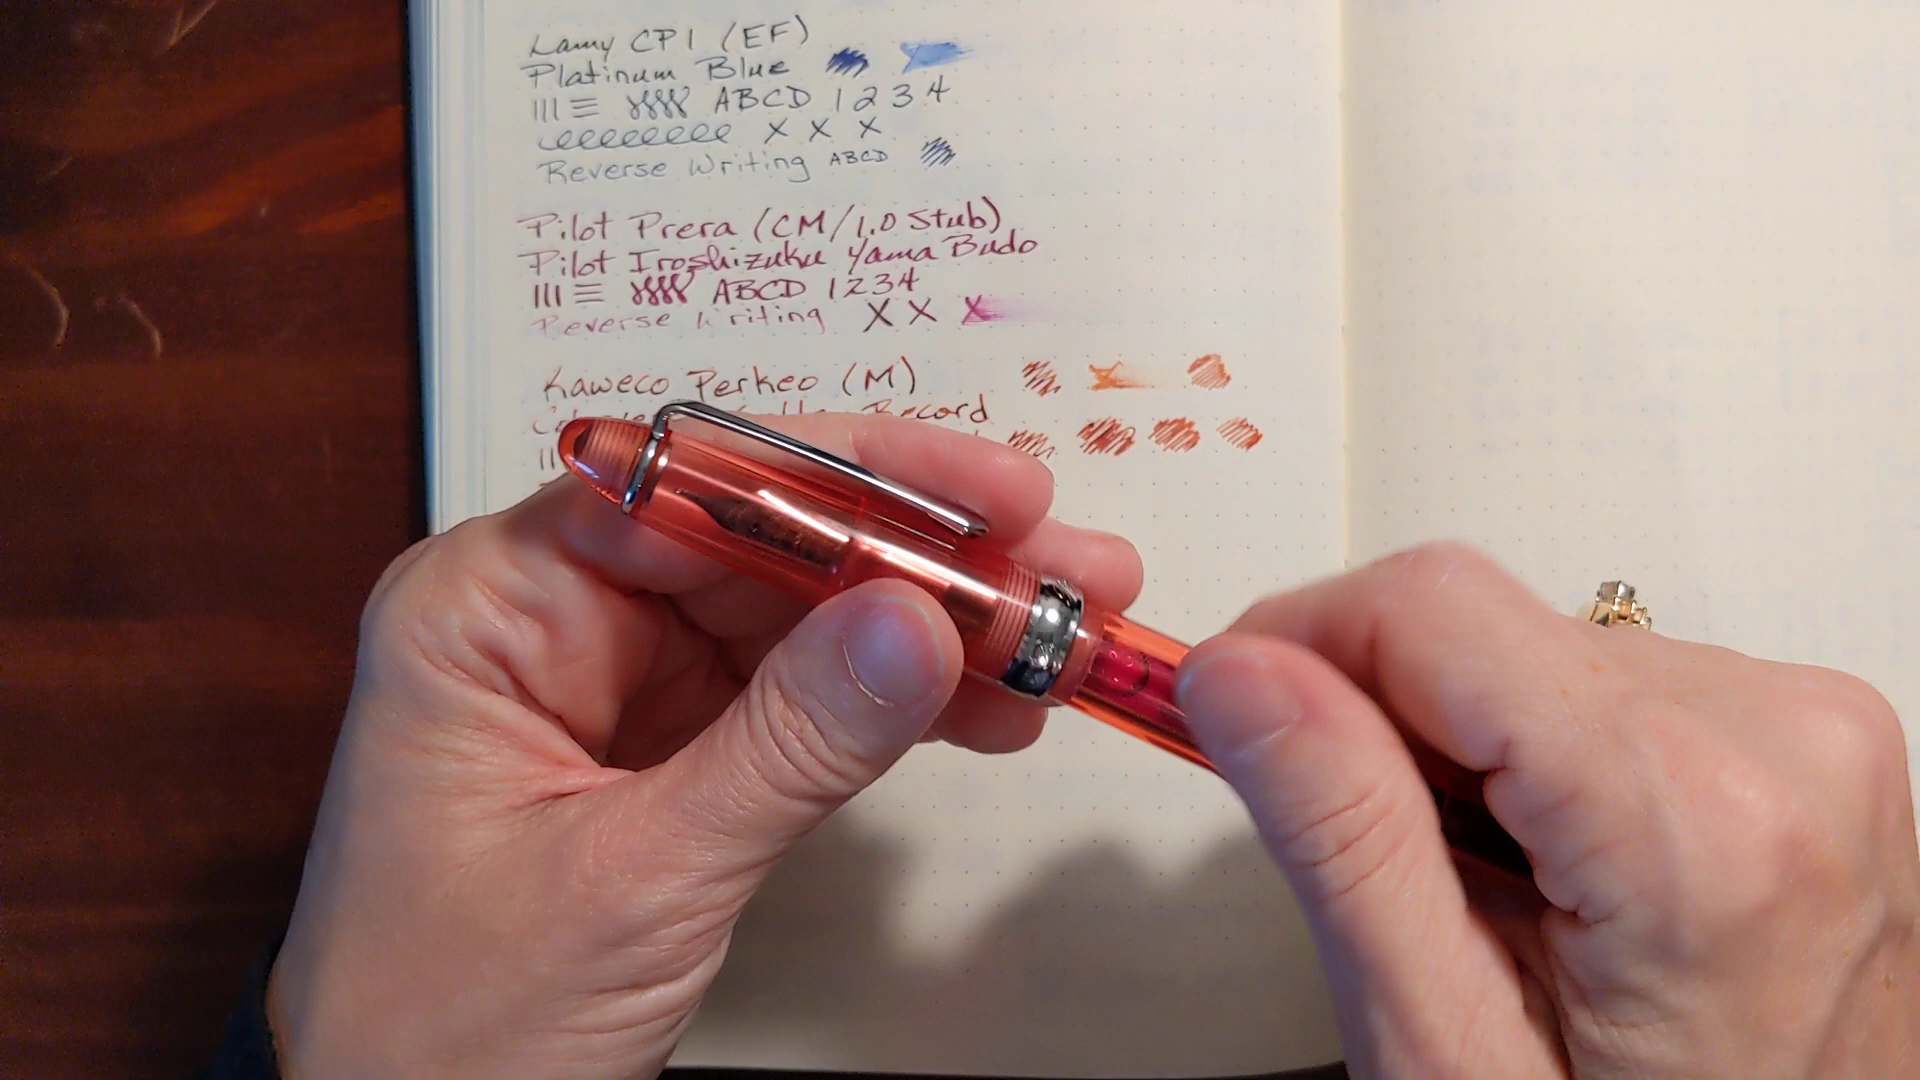 Lamy CP1 (EF)
Platinum Blue
ABCD 1234
X X X
Reverse Writing ABCD
Pilot Prera (CM/1.0 Stub)
Pilot Iroshizuku Yama Budo
ABCD 1234
Reverse Writing X X X
Kaweco Perkeo (M)
Record